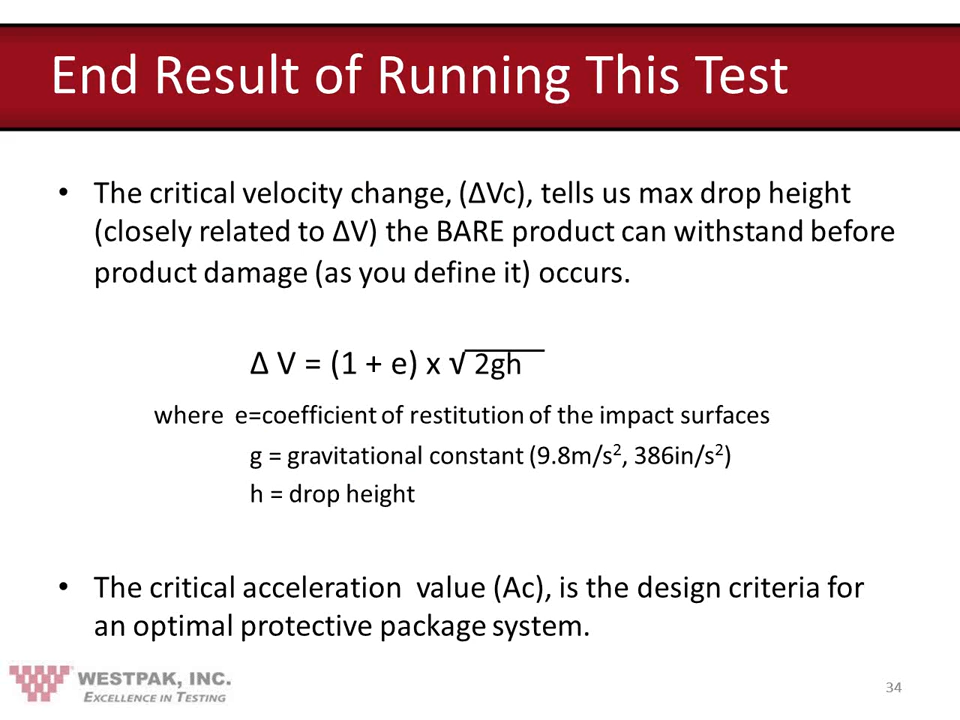 End Result of Running This Test
• The critical velocity change, (ΔVc), tells us max drop height
(closely related to ΔV) the BARE product can withstand before
product damage (as you define it) occurs.
Δ V = (1 + e) x √ 2gh
where e=coefficient of restitution of the impact surfaces
g = gravitational constant (9.8m/s², 386in/s²)
h = drop height
• The critical acceleration value (Ac), is the design criteria for
an optimal protective package system.
WESTPAK, INC.
EXCELLENCE IN TESTING
34